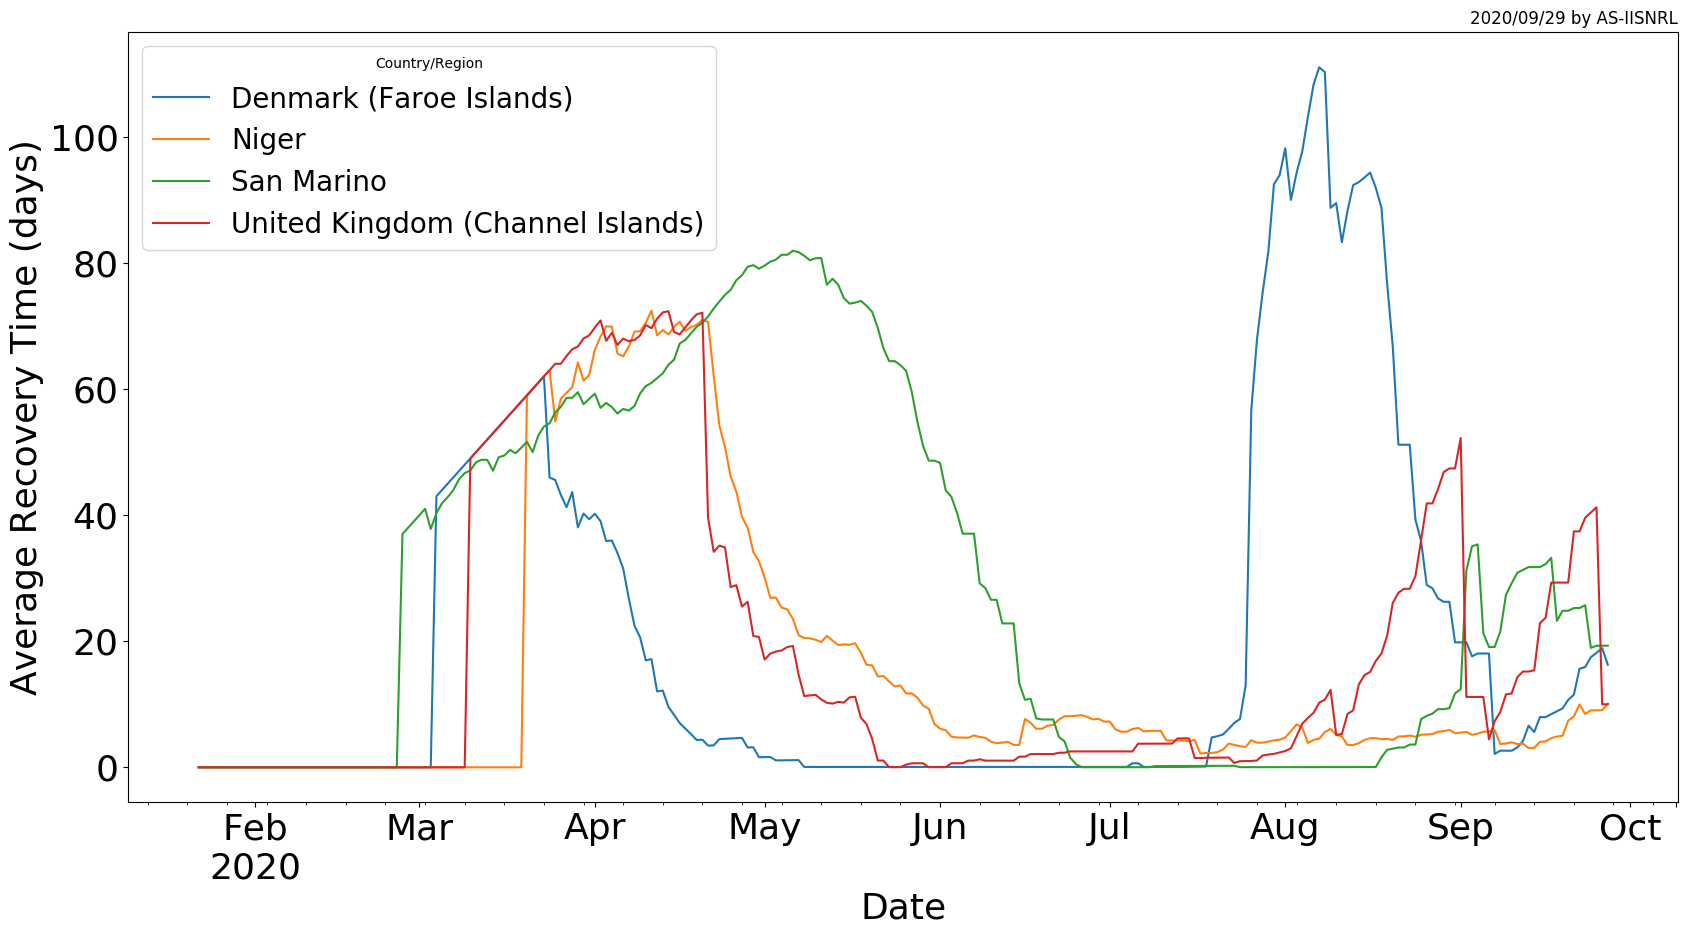 2020/09/29 by AS-IISNRL
Country/Region
Denmark (Faroe Islands)
Niger
San Marino
United Kingdom (Channel Islands)
Average Recovery Time (days)
100
80
60
40
20
0
Feb Mar Apr May Jun Jul Aug Sep Oct
2020
Date